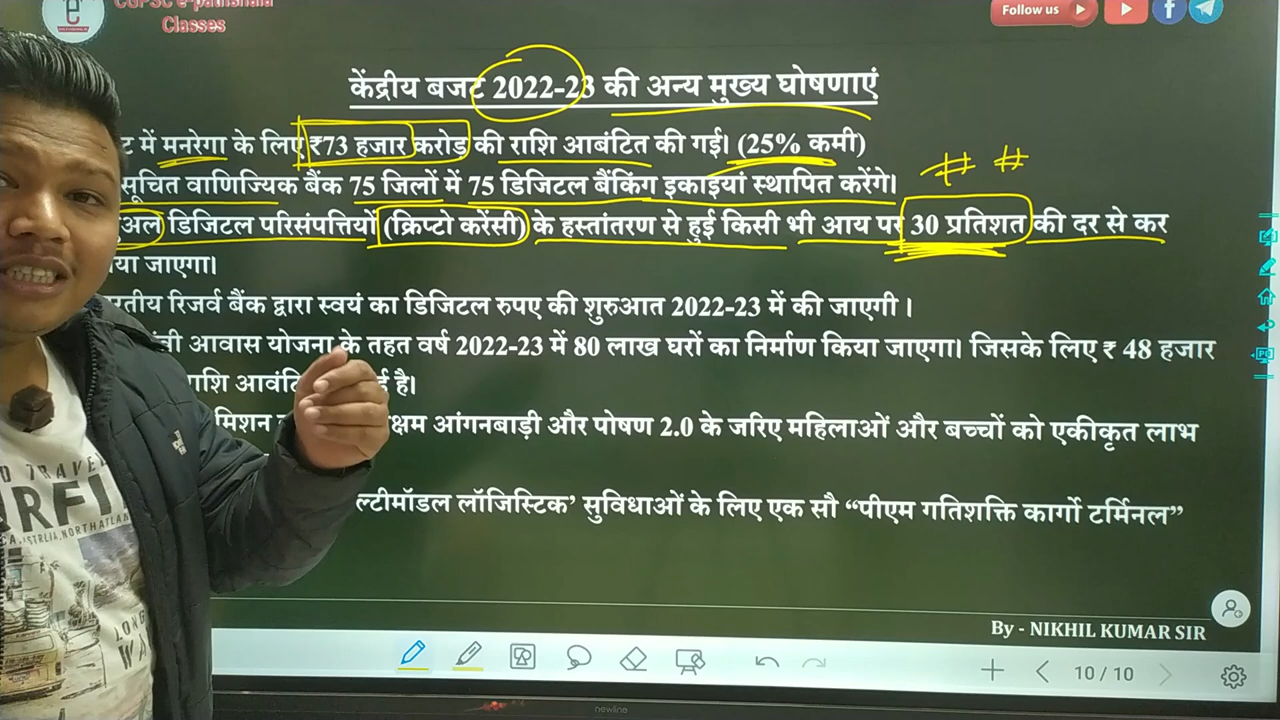 CGPSC e-pathshala
Classes
Follow us
केंद्रीय बजट 2022-23 की अन्य मुख्य घोषणाएं
में मनरेगा के लिए ₹73 हजार करोड़ की राशि आबंटित की गई। (25% कमी)
सूचित वाणिज्यिक बैंक 75 जिलों में 75 डिजिटल बैंकिंग इकाइयां स्थापित करेंगे।
# #
अल डिजिटल परिसंपत्तियों (क्रिप्टो करेंसी) के हस्तांतरण से हुई किसी भी आय पर 30 प्रतिशत की दर से कर
या जाएगा।
रतीय रिजर्व बैंक द्वारा स्वयं का डिजिटल रुपए की शुरुआत 2022-23 में की जाएगी।
आवास योजना के तहत वर्ष 2022-23 में 80 लाख घरों का निर्माण किया जाएगा। जिसके लिए ₹ 48 हजार
राशि है।
मिशन क्षम आंगनबाड़ी और पोषण 2.0 के जरिए महिलाओं और बच्चों को एकीकृत लाभ
ल्टीमॉडल लॉजिस्टिक’ सुविधाओं के लिए एक सौ “पीएम गतिशक्ति कार्गो टर्मिनल”
By - NIKHIL KUMAR SIR
10 / 10
newline